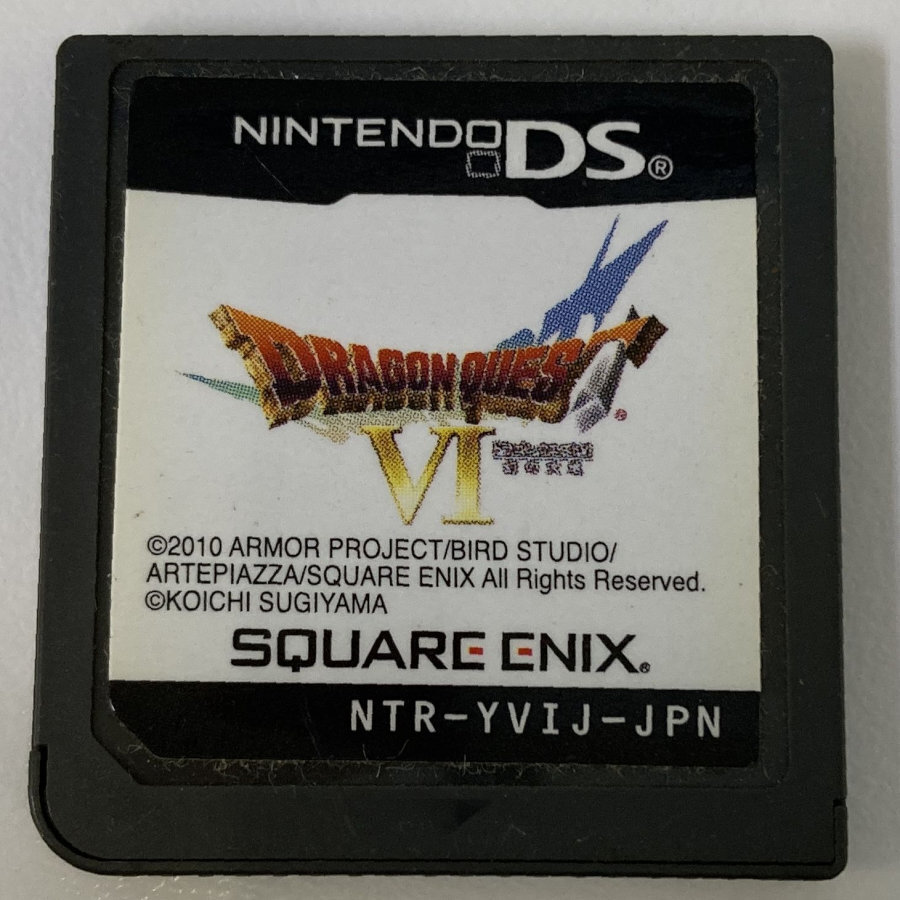 NINTENDO DS®
DRAGON QUEST
VI
©2010 ARMOR PROJECT/BIRD STUDIO/
ARTEPIAZZA/SQUARE ENIX All Rights Reserved.
©KOICHI SUGIYAMA
SQUARE ENIX®
NTR-YVIJ-JPN